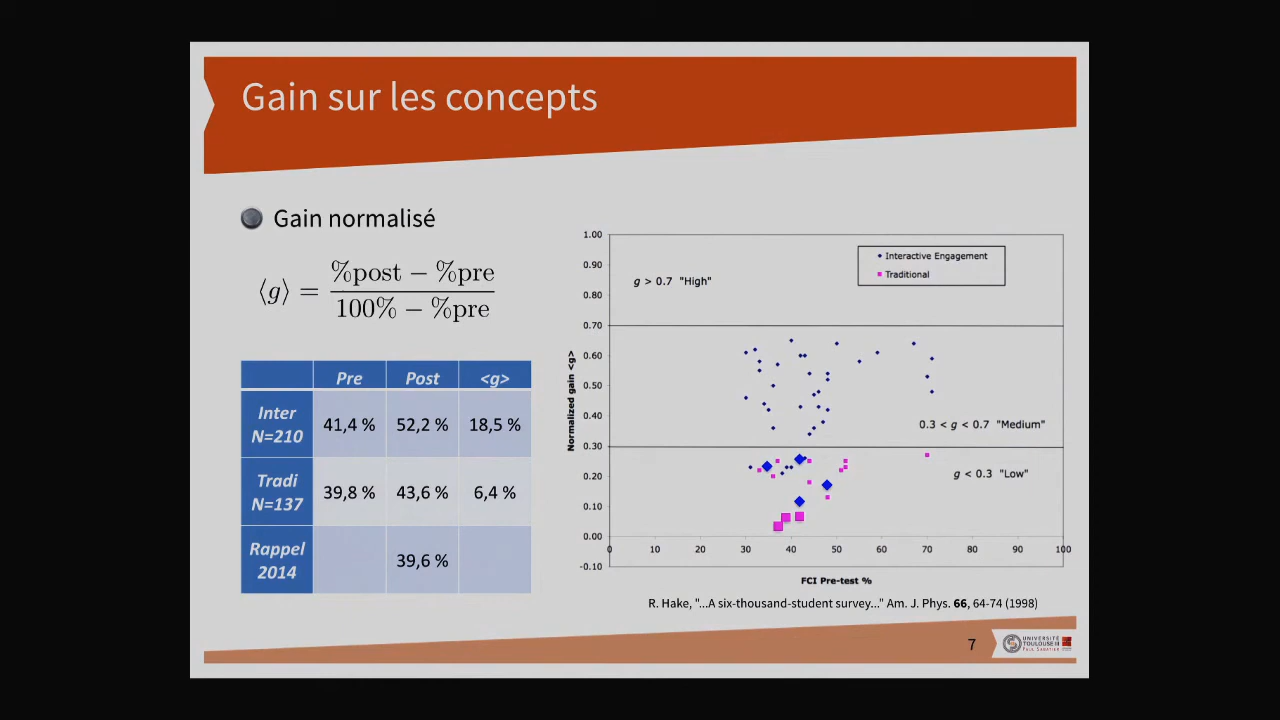 Gain sur les concepts
Gain normalisé
⟨g⟩ = %post − %pre / 100% − %pre
Pre Post <g>
Inter N=210 41,4 % 52,2 % 18,5 %
Tradi N=137 39,8 % 43,6 % 6,4 %
Rappel 2014 39,6 %
1.00
0.90
0.80
0.70
0.60
0.50
0.40
0.30
0.20
0.10
0.00
-0.10
Normalized gain <g>
Interactive Engagement
Traditional
g > 0.7 "High"
0.3 < g < 0.7 "Medium"
g < 0.3 "Low"
0 10 20 30 40 50 60 70 80 90 100
FCI Pre-test %
R. Hake, "...A six-thousand-student survey..." Am. J. Phys. 66, 64-74 (1998)
7
UNIVERSITÉ
TOULOUSE III
PAUL SABATIER